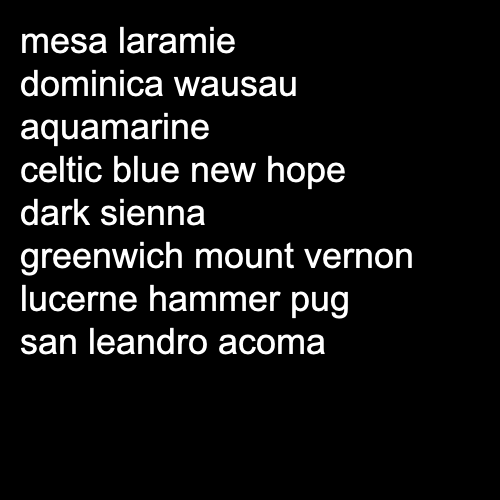 mesa laramie
dominica wausau
aquamarine
celtic blue new hope
dark sienna
greenwich mount vernon
lucerne hammer pug
san leandro acoma